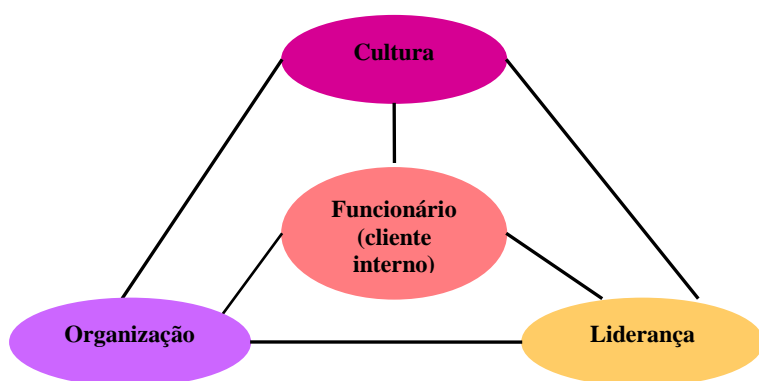 Cultura
Funcionário
(cliente
interno)
Organização
Liderança